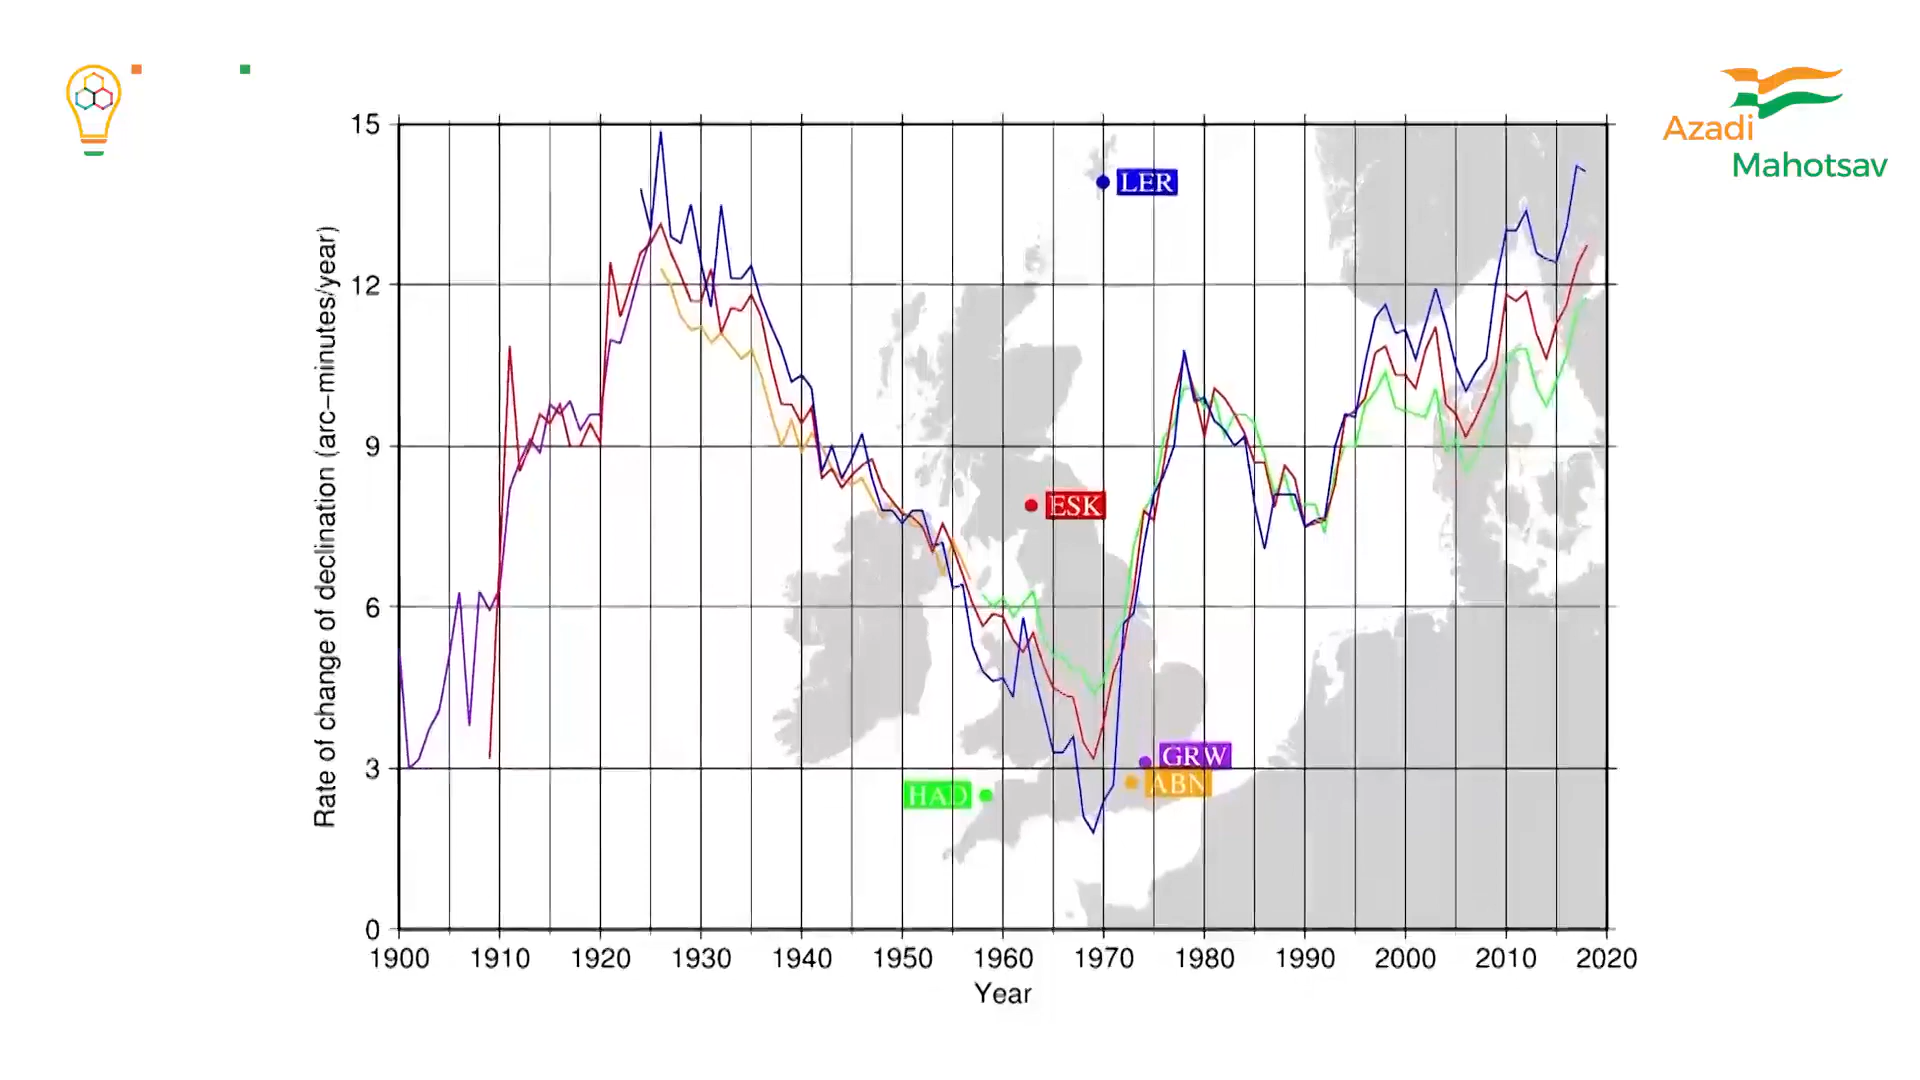 Azadi
Mahotsav
15
12
9
6
3
0
Rate of change of declination (arc−minutes/year)
LER
ESK
GRW
ABN
HAD
1900 1910 1920 1930 1940 1950 1960 1970 1980 1990 2000 2010 2020
Year